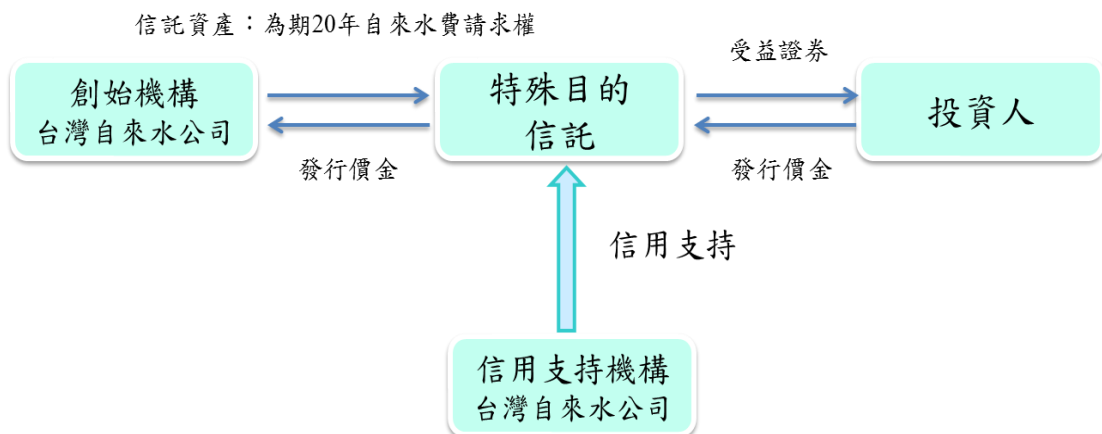 信託資產：為期20年自來水費請求權
受益證券
創始機構
台灣自來水公司
特殊目的
信託
投資人
發行價金
發行價金
信用支持
信用支持機構
台灣自來水公司